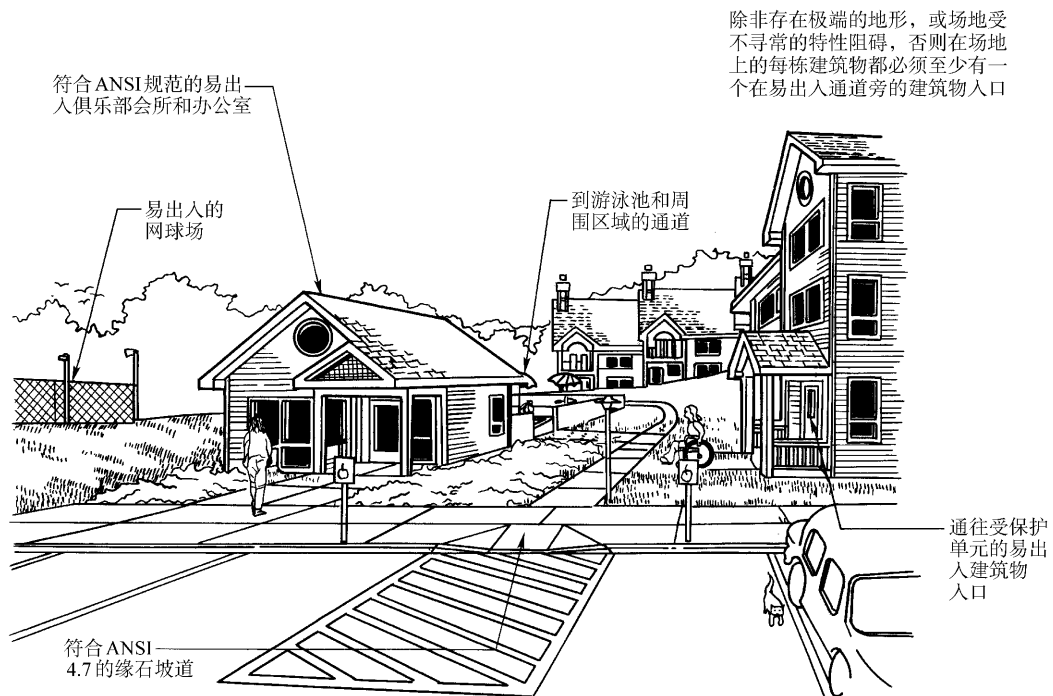 除非存在极端的地形，或场地受
不寻常的特性阻碍，否则在场地
上的每栋建筑物都必须至少有一
个在易出入通道旁的建筑物入口
符合ANSI规范的易出
入俱乐部会所和办公室
易出入的
网球场
到游泳池和周
围区域的通道
通往受保护
单元的易出
入建筑物
入口
符合ANSI
4.7的缘石坡道